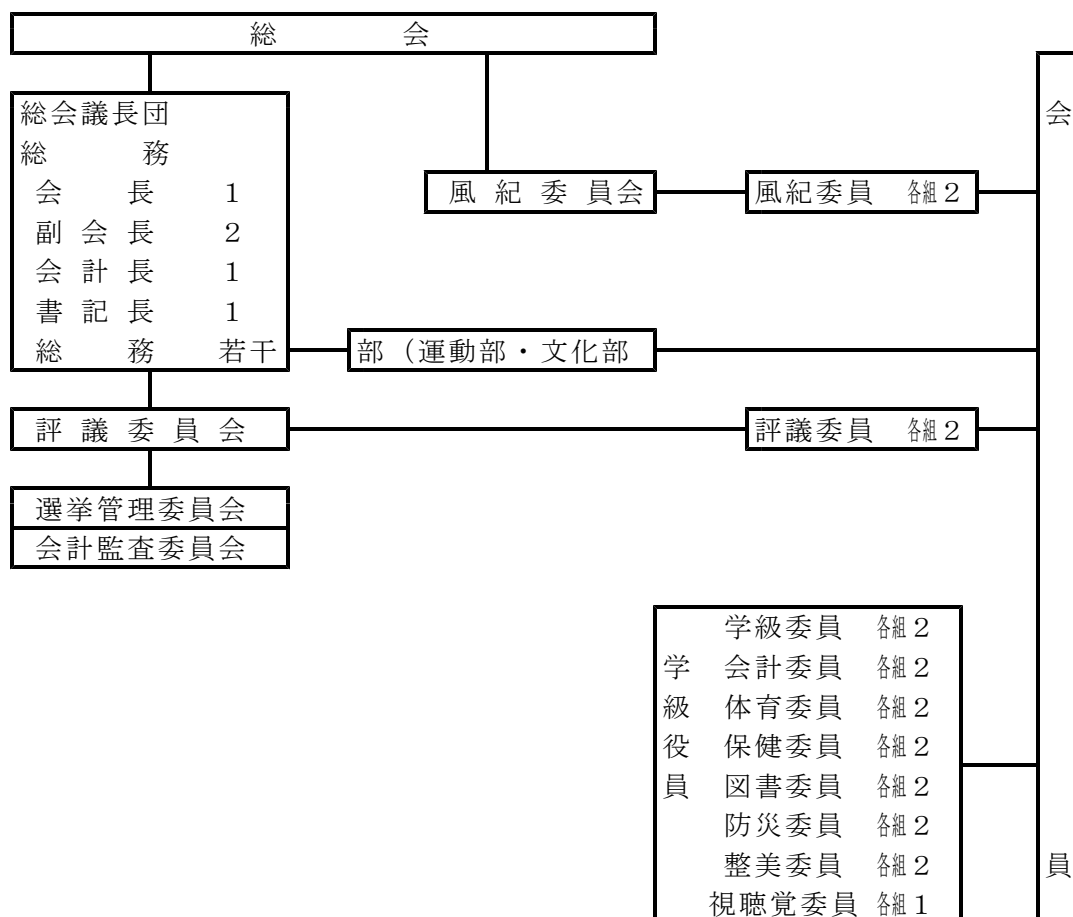 総 会
総会議長団
総 務
会 長 1
副 会 長 2
会 計 長 1
書 記 長 1
総 務 若干
風 紀 委 員会
風紀委員 各組2
部（運動部・文化部
評 議 委 員 会
評議委員 各組2
選挙管理委員会
会計監査委員会
学級役員
学級委員 各組2
会計委員 各組2
体育委員 各組2
保健委員 各組2
図書委員 各組2
防災委員 各組2
整美委員 各組2
視聴覚委員 各組1
会
員